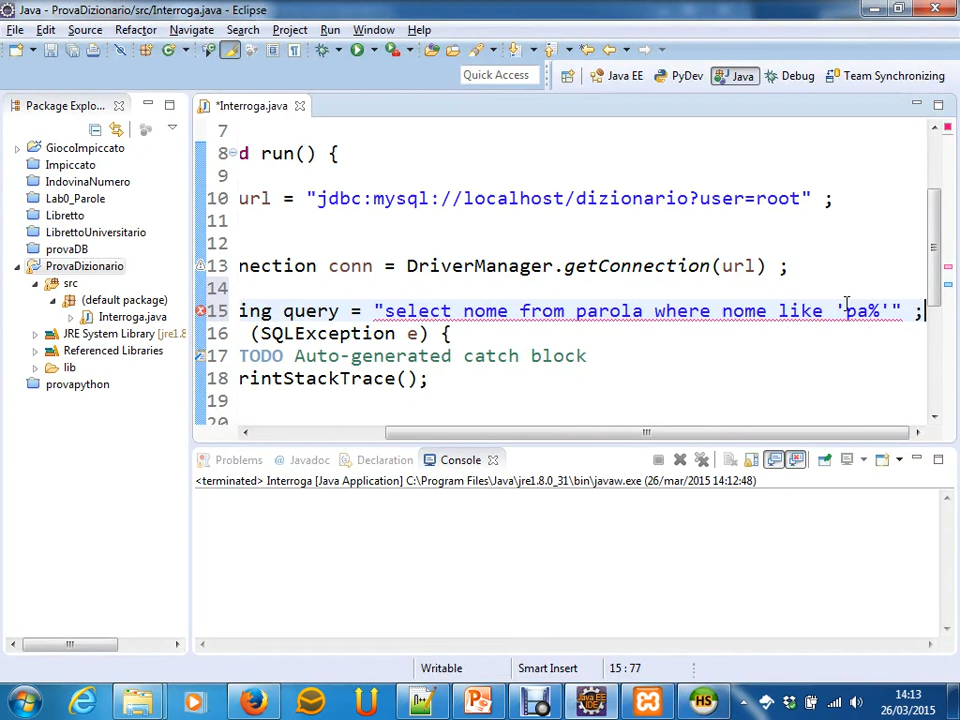 Java - ProvaDizionario/src/Interroga.java - Eclipse
File Edit Source Refactor Navigate Search Project Run Window Help
Quick Access Java EE PyDev Java Debug Team Synchronizing
Package Explo... *Interroga.java
GiocoImpiccato
Impiccato
IndovinaNumero
Lab0_Parole
Libretto
LibrettoUniversitario
provaDB
ProvaDizionario
src
(default package)
Interroga.java
JRE System Library [jre1.8
Referenced Libraries
lib
provapython
7
8 d run() {
9
10 url = "jdbc:mysql://localhost/dizionario?user=root" ;
11
12
13 nection conn = DriverManager.getConnection(url) ;
14
15 ing query = "select nome from parola where nome like 'pa%'" ;
16 (SQLException e) {
17 TODO Auto-generated catch block
18 rintStackTrace();
19
20
Problems Javadoc Declaration Console
<terminated> Interroga [Java Application] C:\Program Files\Java\jre1.8.0_31\bin\javaw.exe (26/mar/2015 14:12:48)
Writable Smart Insert 15 : 77
14:13
26/03/2015